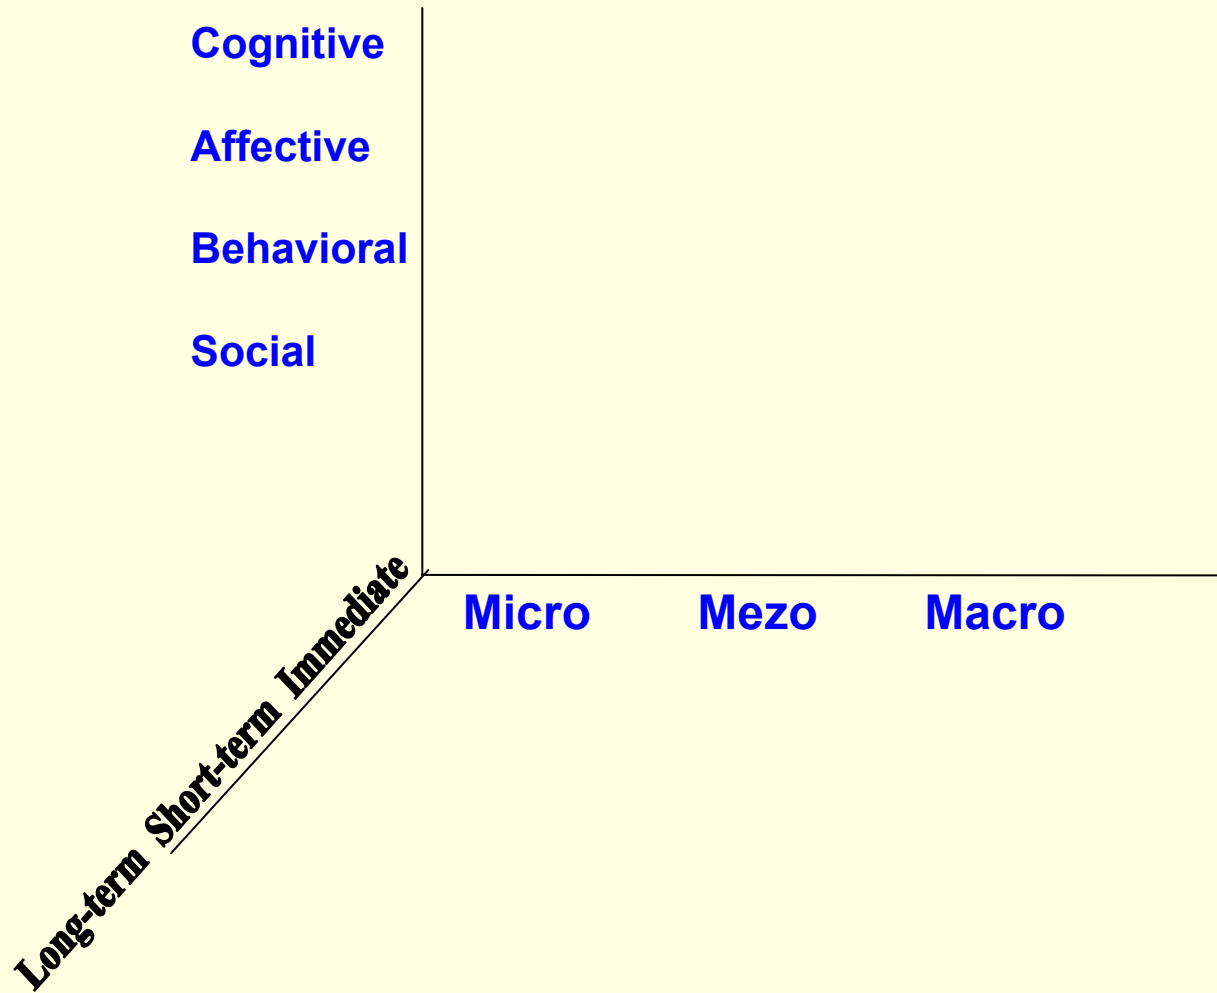 Cognitive
Affective
Behavioral
Social
Micro Mezo Macro
Long-term Short-term Immediate